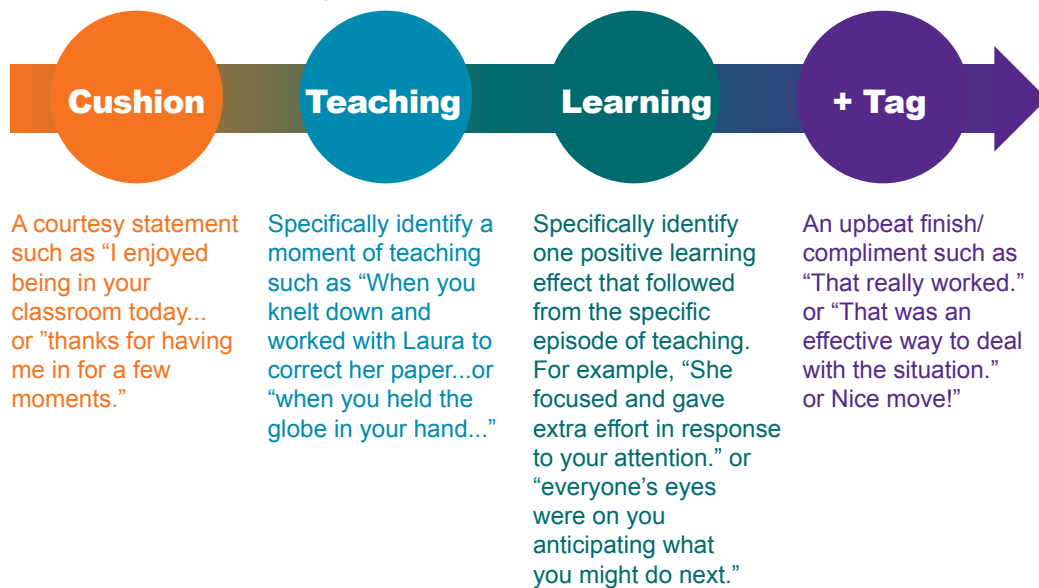 Cushion
Teaching
Learning
+ Tag
A courtesy statement
such as “I enjoyed
being in your
classroom today...
or ”thanks for having
me in for a few
moments.”
Specifically identify a
moment of teaching
such as “When you
knelt down and
worked with Laura to
correct her paper...or
“when you held the
globe in your hand...”
Specifically identify
one positive learning
effect that followed
from the specific
episode of teaching.
For example, “She
focused and gave
extra effort in response
to your attention.” or
“everyone’s eyes
were on you
anticipating what
you might do next.”
An upbeat finish/
compliment such as
“That really worked.”
or “That was an
effective way to deal
with the situation.”
or Nice move!”